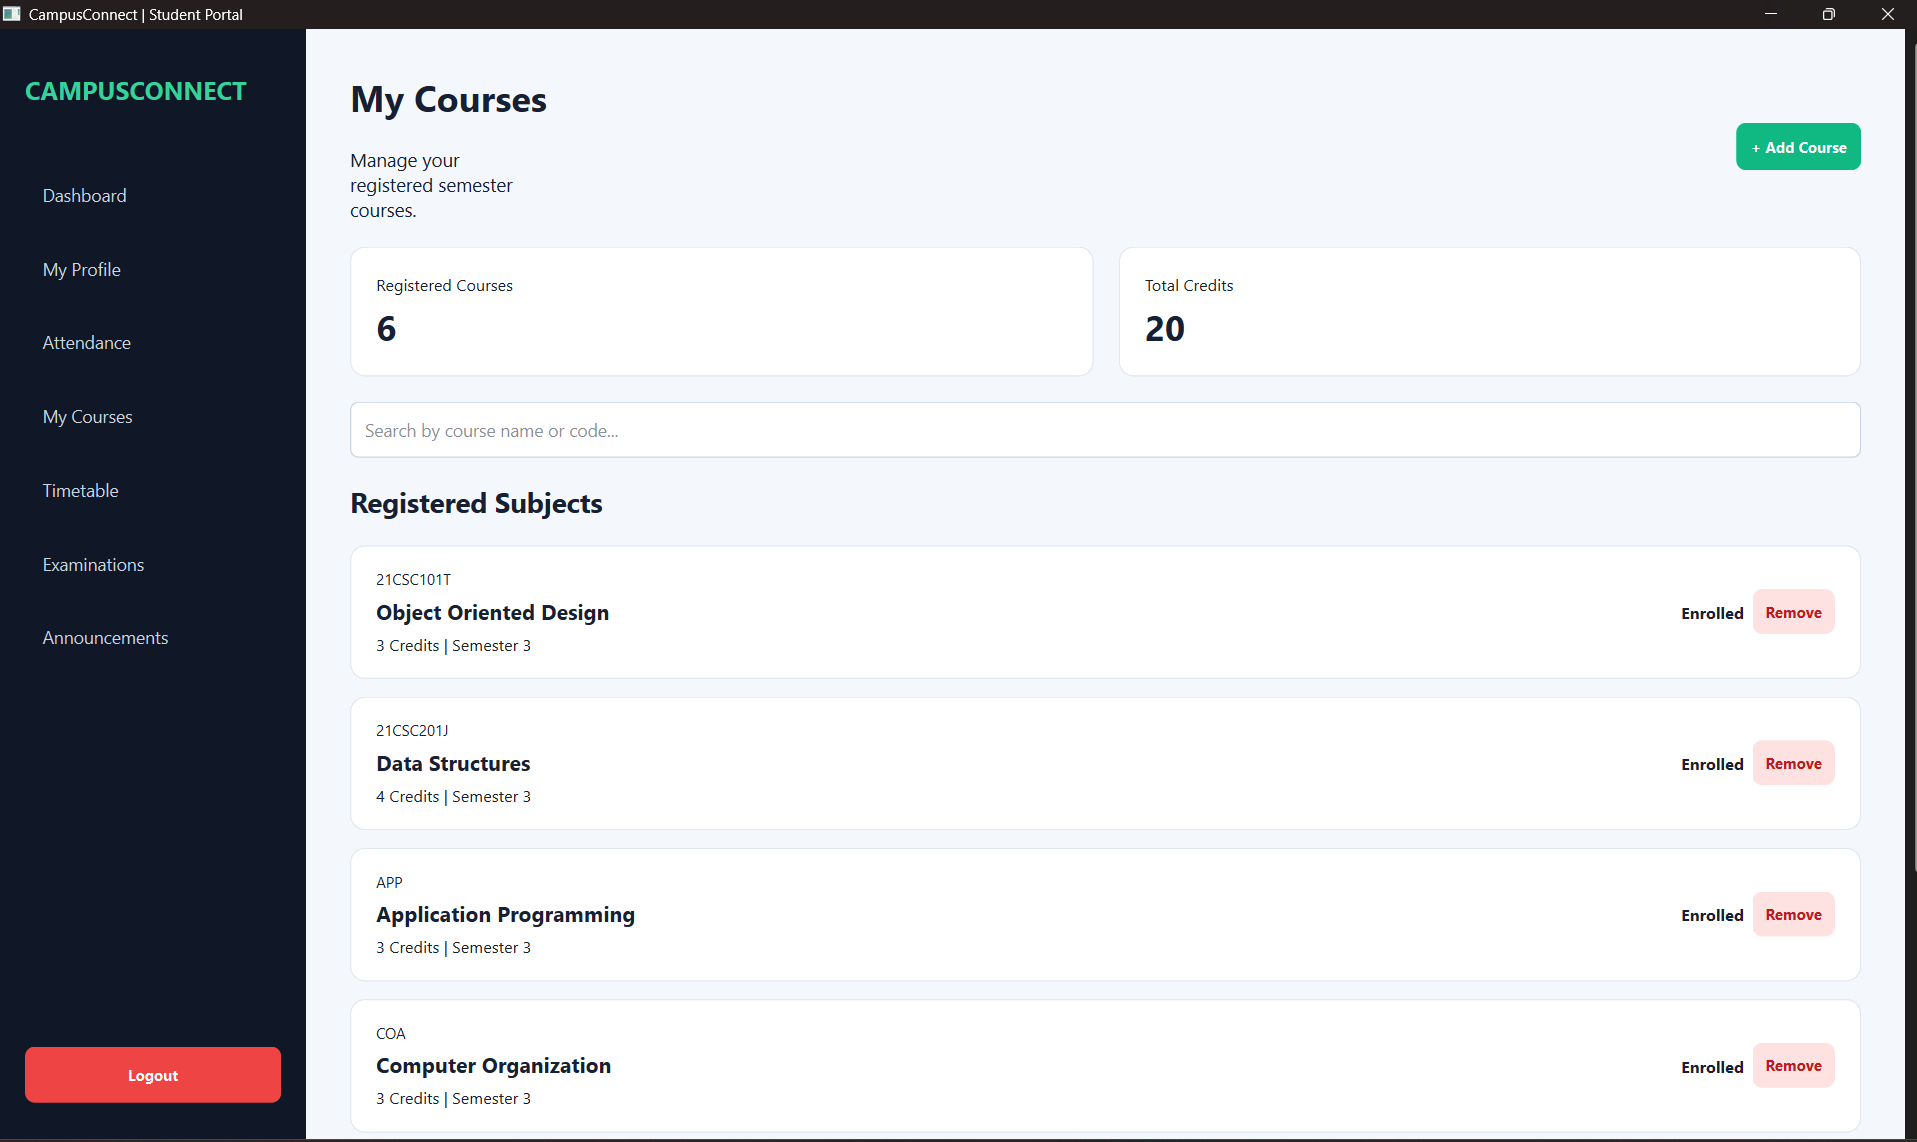 CampusConnect | Student Portal
CAMPUSCONNECT
Dashboard
My Profile
Attendance
My Courses
Timetable
Examinations
Announcements
Logout
My Courses
Manage your
registered semester
courses.
+ Add Course
Registered Courses
6
Total Credits
20
Search by course name or code...
Registered Subjects
21CSC101T
Object Oriented Design
3 Credits | Semester 3
Enrolled
Remove
21CSC201J
Data Structures
4 Credits | Semester 3
Enrolled
Remove
APP
Application Programming
3 Credits | Semester 3
Enrolled
Remove
COA
Computer Organization
3 Credits | Semester 3
Enrolled
Remove